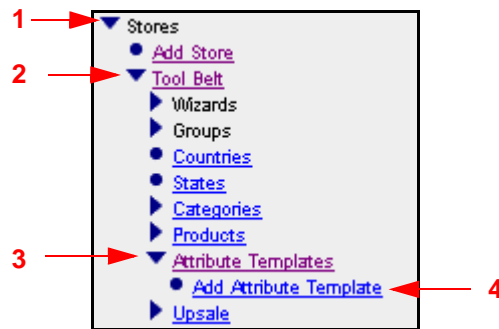 1 Stores
Add Store
2 Tool Belt
Wizards
Groups
Countries
States
Categories
Products
3 Attribute Templates
Add Attribute Template 4
Upsale